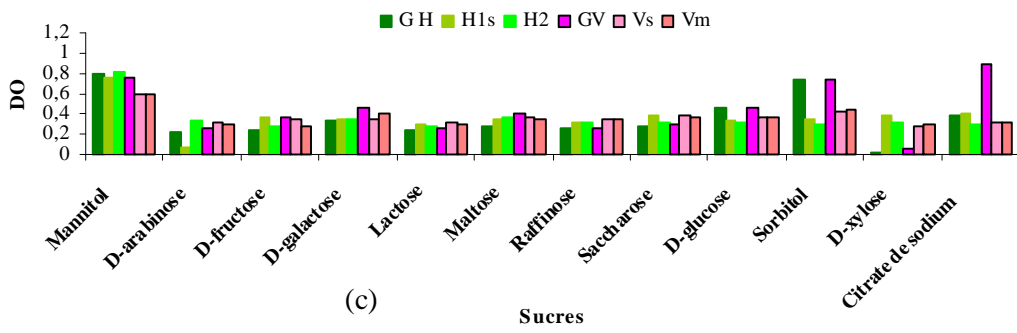 G H H1s H2 GV Vs Vm
DO
1,2
1
0,8
0,6
0,4
0,2
0
Mannitol
D-arabinose
D-fructose
D-galactose
Lactose
Maltose
Raffinose
Saccharose
D-glucose
Sorbitol
D-xylose
Citrate de sodium
(c)
Sucres